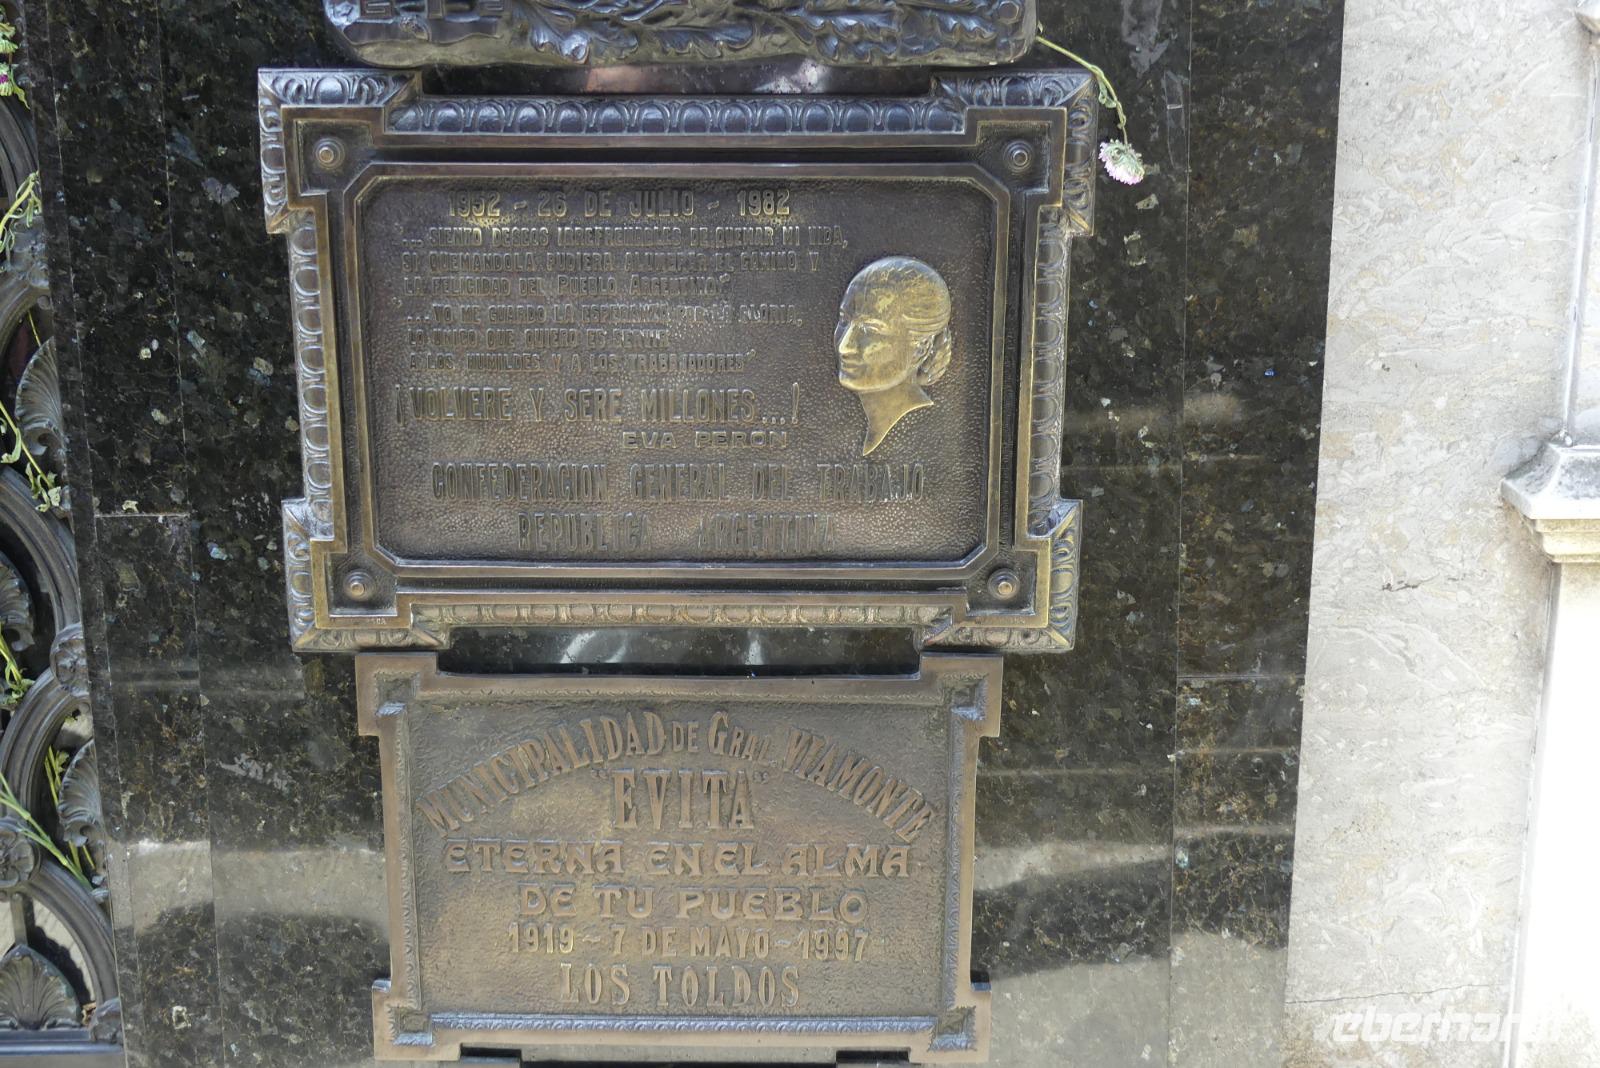 1952 - 26 DE JULIO - 1982
"... SIENTO DESEOS IRREFRENABLES DE QUEMAR MI VIDA,
SI QUEMANDOLA PUDIERA ALUMBRAR EL CAMINO Y
LA FELICIDAD DEL PUEBLO ARGENTINO."
"... YO ME GUARDO LA ESPERANZA POR LA GLORIA,
LO UNICO QUE QUIERO ES SERVIR
A LOS HUMILDES Y A LOS TRABAJADORES"
¡VOLVERE Y SERE MILLONES...!
EVA PERÓN
CONFEDERACION GENERAL DEL TRABAJO
REPUBLICA ARGENTINA
MUNICIPALIDAD DE GRAL. VIAMONTE
"EVITA"
ETERNA EN EL ALMA
DE TU PUEBLO
1919 ~ 7 DE MAYO ~ 1997
LOS TOLDOS